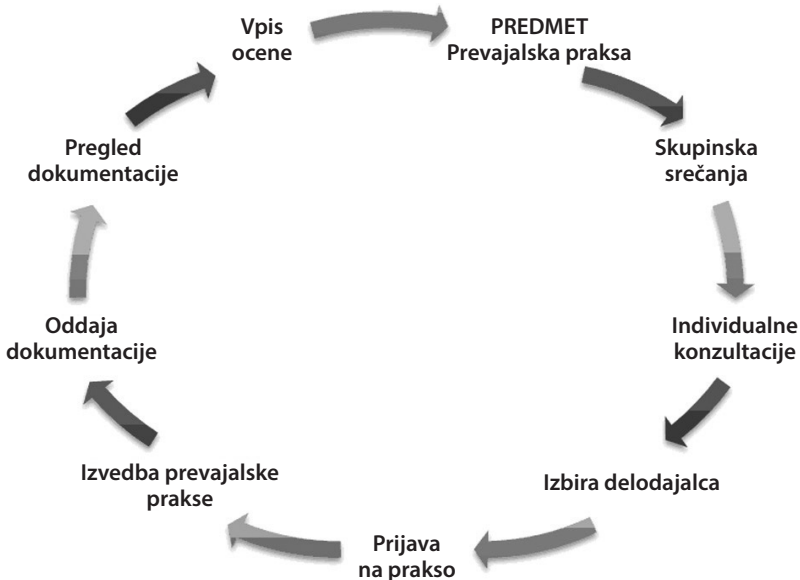 Vpis
ocene
PREDMET
Prevajalska praksa
Skupinska
srečanja
Individualne
konzultacije
Izbira delodajalca
Prijava
na prakso
Izvedba prevajalske
prakse
Oddaja
dokumentacije
Pregled
dokumentacije